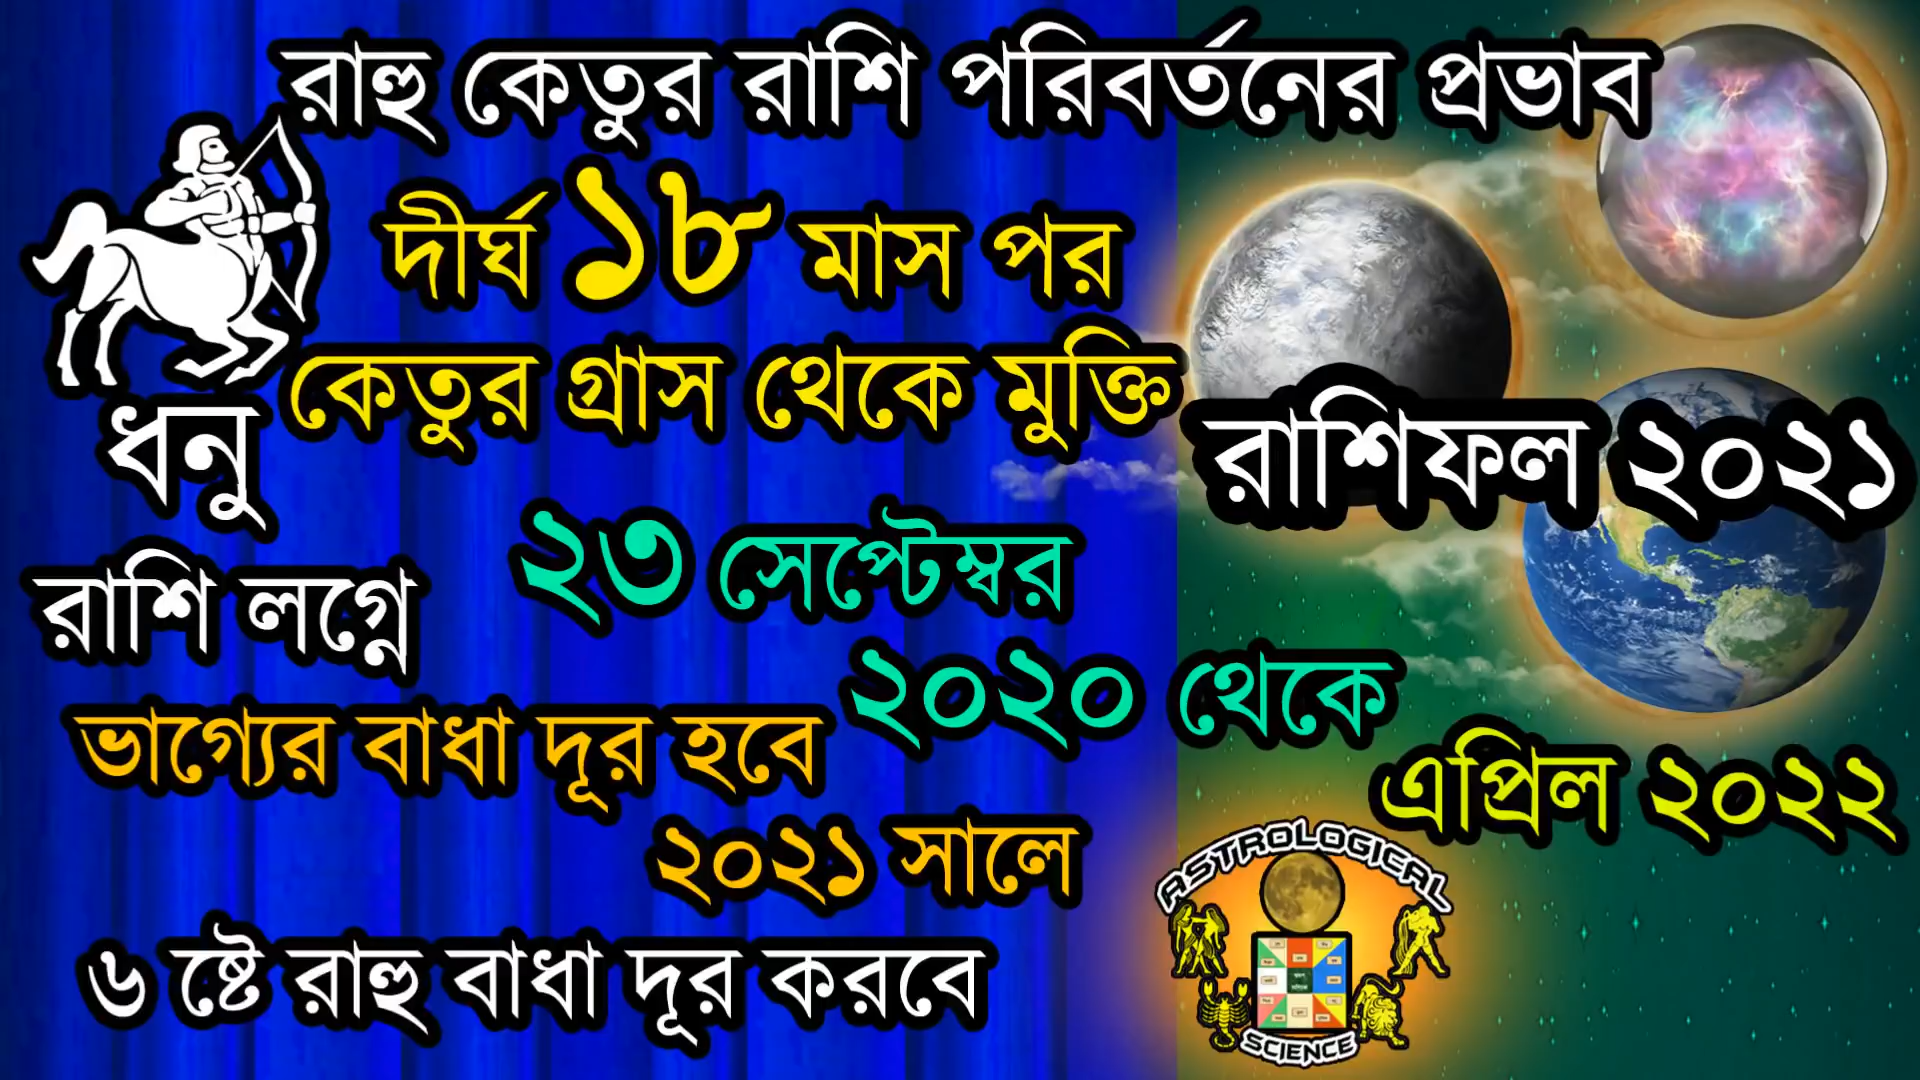 রাহু কেতুর রাশি পরিবর্তনের প্রভাব
দীর্ঘ ১৮ মাস পর
কেতুর গ্রাস থেকে মুক্তি
ধনু
রাশিফল ২০২১
রাশি লগ্নে
২৩ সেপ্টেম্বর
২০২০ থেকে
ভাগ্যের বাধা দূর হবে
এপ্রিল ২০২২
২০২১ সালে
৬ ষ্টে রাহু বাধা দূর করবে
ASTROLOGICAL
SCIENCE